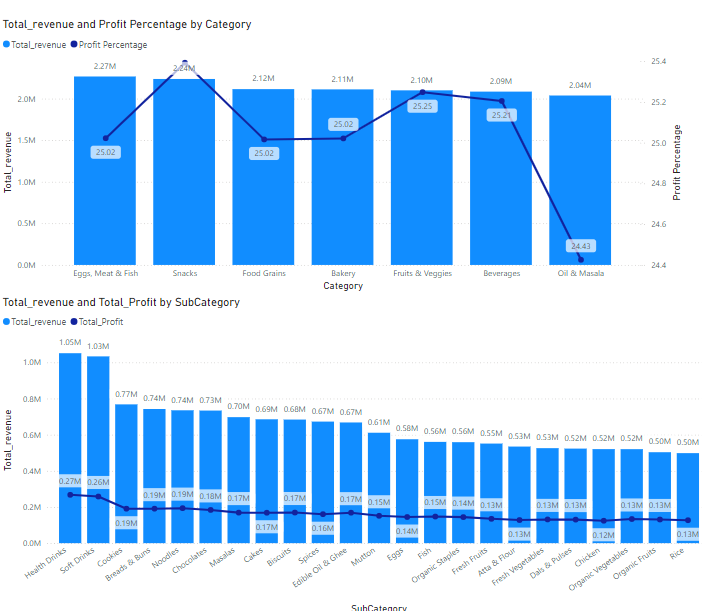 Total_revenue and Profit Percentage by Category
Total_revenue Profit Percentage
2.27M 2.24M 2.12M 2.11M 2.10M 2.09M 2.04M
25.4
25.2
25.0
24.8
24.6
24.4
2.0M
1.5M
1.0M
0.5M
0.0M
25.02 25.02 25.02 25.25 25.21 24.43
Total_revenue
Profit Percentage
Eggs, Meat & Fish Snacks Food Grains Bakery Fruits & Veggies Beverages Oil & Masala
Category
Total_revenue and Total_Profit by SubCategory
Total_revenue Total_Profit
1.05M 1.03M 0.77M 0.74M 0.74M 0.73M 0.70M 0.69M 0.68M 0.67M 0.67M 0.61M 0.58M 0.56M 0.56M 0.55M 0.53M 0.53M 0.52M 0.52M 0.52M 0.50M 0.50M
1.0M
0.8M
0.6M
0.4M
0.2M
0.0M
Total_revenue
0.27M 0.26M 0.19M 0.19M 0.19M 0.18M 0.17M 0.17M 0.17M 0.16M 0.17M 0.15M 0.14M 0.15M 0.14M 0.13M 0.13M 0.13M 0.13M 0.12M 0.13M 0.13M 0.13M
Health Drinks Soft Drinks Cookies Breads & Buns Noodles Chocolates Masalas Cakes Biscuits Spices Edible Oil & Ghee Mutton Eggs Fish Organic Staples Fresh Fruits Atta & Flour Fresh Vegetables Dals & Pulses Chicken Organic Vegetables Organic Fruits Rice
SubCategory